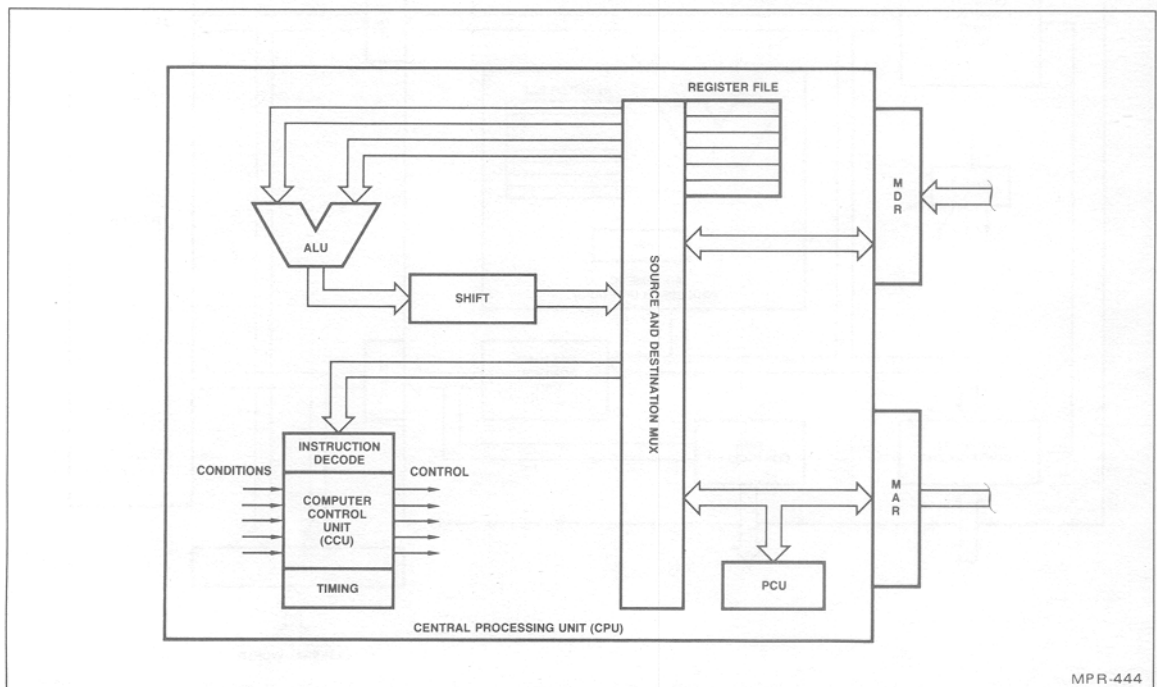 REGISTER FILE
MDR
ALU
SHIFT
SOURCE AND DESTINATION MUX
INSTRUCTION
DECODE
CONDITIONS
CONTROL
COMPUTER
CONTROL
UNIT
(CCU)
MAR
TIMING
PCU
CENTRAL PROCESSING UNIT (CPU)
MPR-444